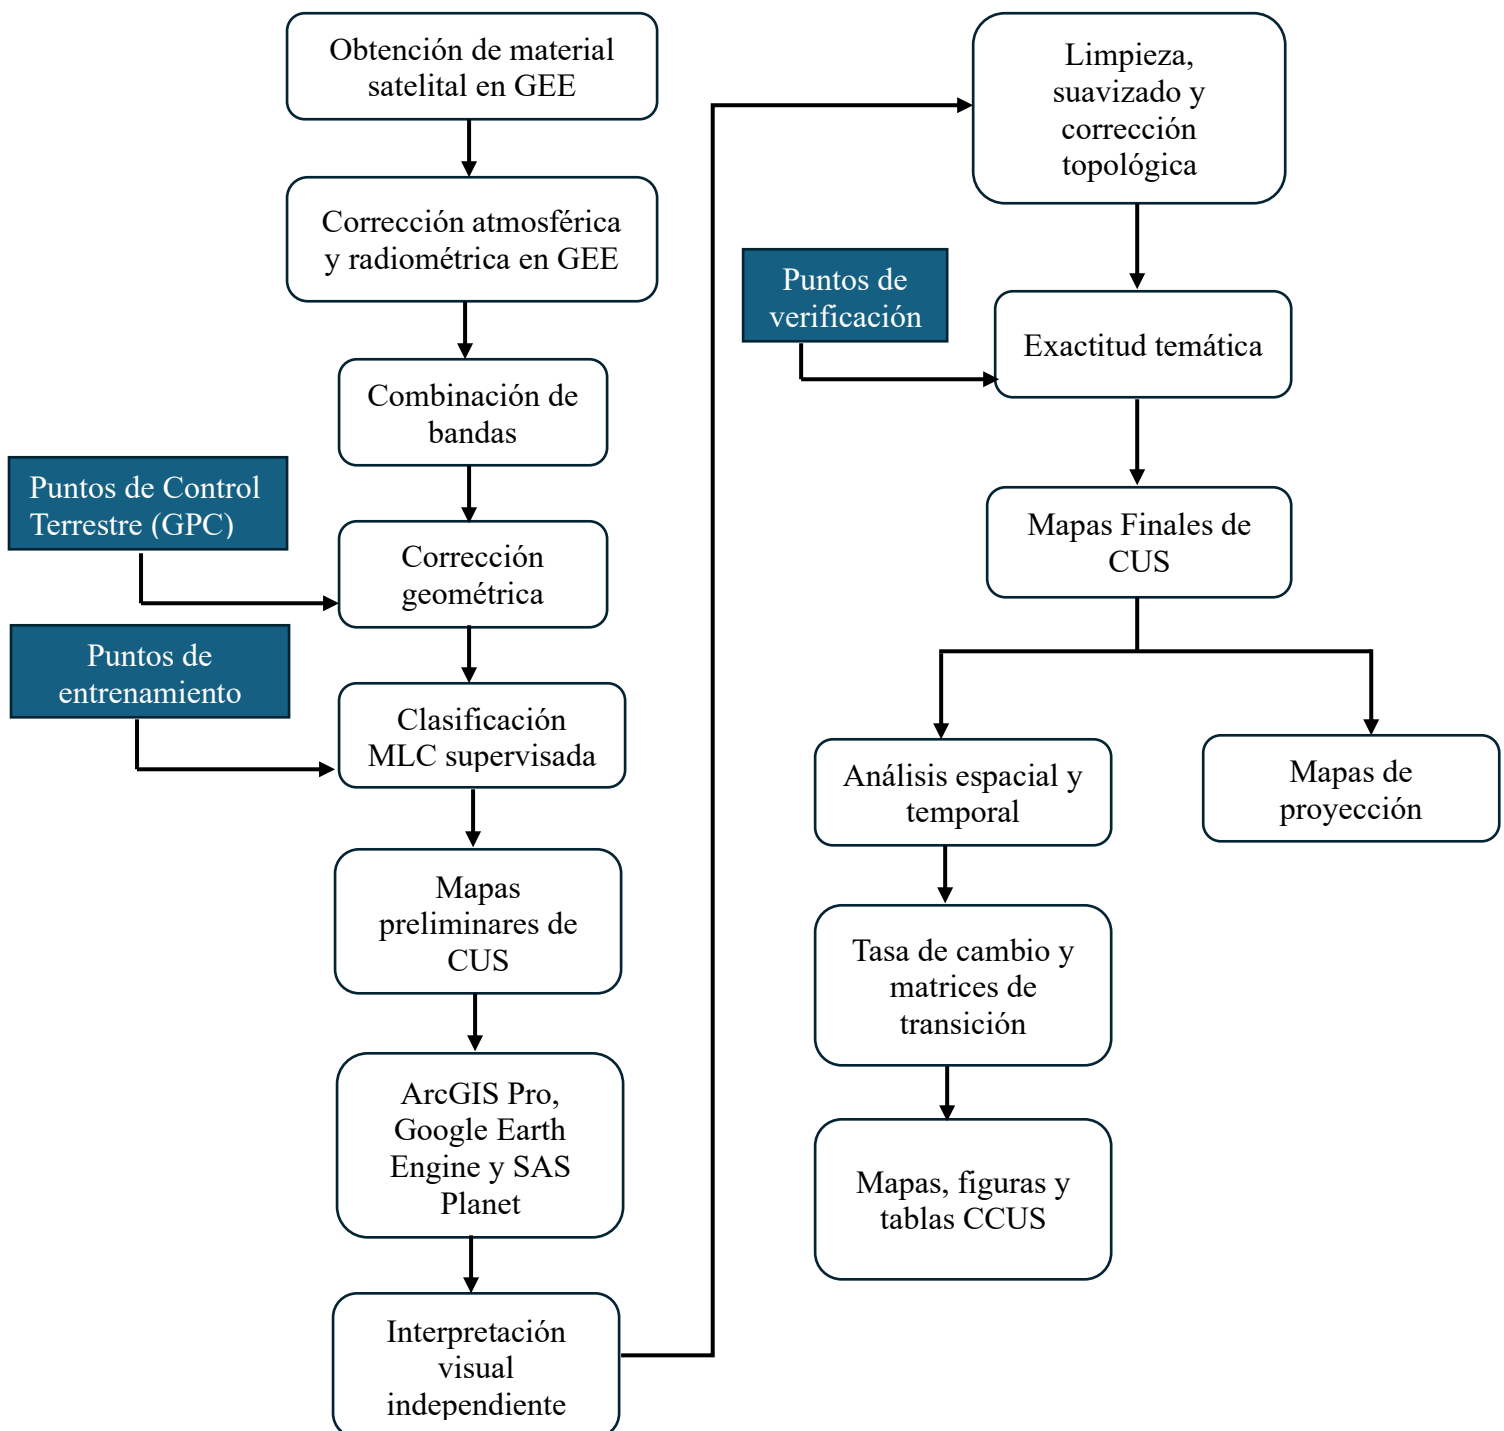 Obtención de material
satelital en GEE
Corrección atmosférica
y radiométrica en GEE
Combinación de
bandas
Puntos de Control
Terrestre (GPC)
Corrección
geométrica
Puntos de
entrenamiento
Clasificación
MLC supervisada
Mapas
preliminares de
CUS
ArcGIS Pro,
Google Earth
Engine y SAS
Planet
Interpretación
visual
independiente
Limpieza,
suavizado y
corrección
topológica
Puntos de
verificación
Exactitud temática
Mapas Finales de
CUS
Análisis espacial y
temporal
Mapas de
proyección
Tasa de cambio y
matrices de
transición
Mapas, figuras y
tablas CCUS